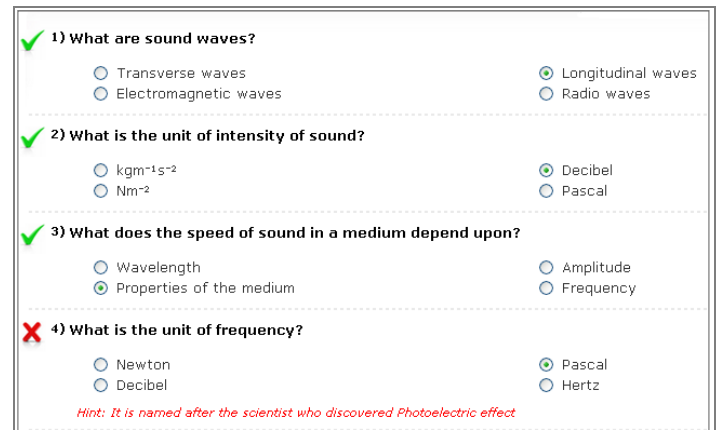 1) What are sound waves?
Transverse waves Longitudinal waves
Electromagnetic waves Radio waves
2) What is the unit of intensity of sound?
kgm⁻¹s⁻² Decibel
Nm⁻² Pascal
3) What does the speed of sound in a medium depend upon?
Wavelength Amplitude
Properties of the medium Frequency
4) What is the unit of frequency?
Newton Pascal
Decibel Hertz
Hint: It is named after the scientist who discovered Photoelectric effect